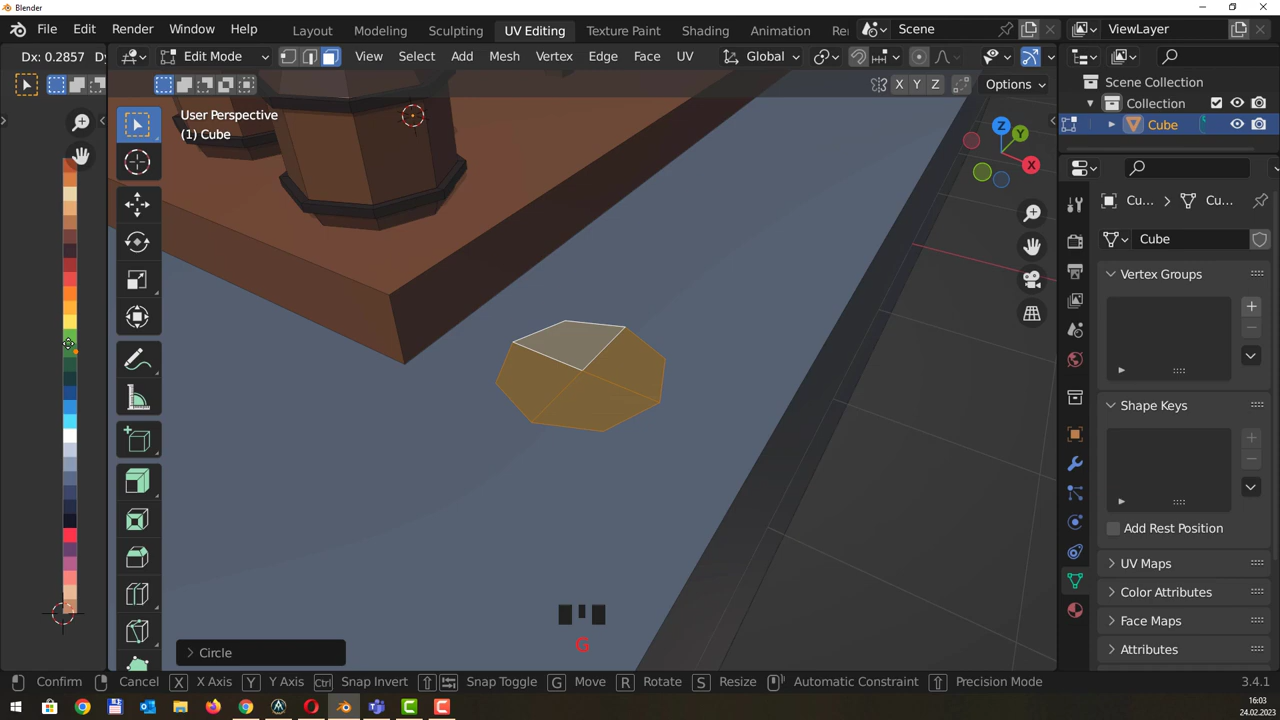 Blender
File Edit Render Window Help Layout Modeling Sculpting UV Editing Texture Paint Shading Animation Re Scene ViewLayer
Dx: 0.2857 Dy Edit Mode View Select Add Mesh Vertex Edge Face UV Global
X Y Z Options
Scene Collection
Collection
Cube
User Perspective
(1) Cube
Z
Y
X
Cu... Cu...
Cube
Vertex Groups
Shape Keys
Add Rest Position
UV Maps
Color Attributes
Face Maps
Attributes
G
Circle
Confirm Cancel X X Axis Y Y Axis Ctrl Snap Invert Snap Toggle G Move R Rotate S Resize Automatic Constraint Precision Mode 3.4.1
16:03
24.02.2023